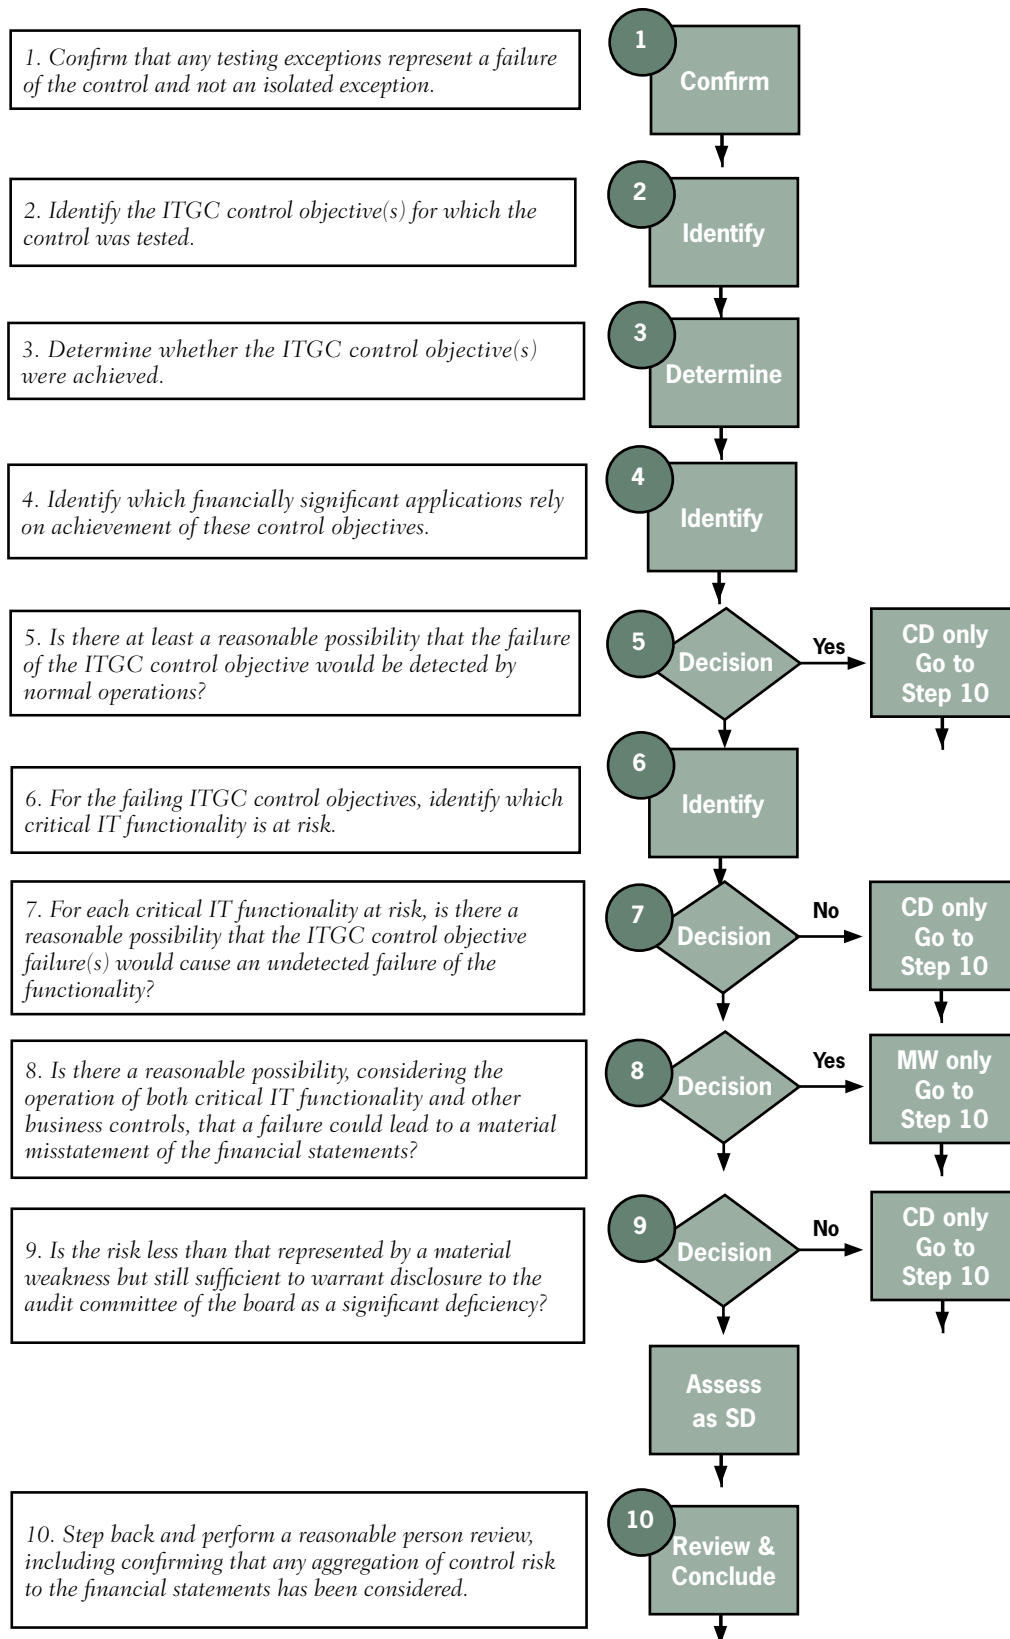 1. Confirm that any testing exceptions represent a failure
of the control and not an isolated exception.
1
Confirm
2. Identify the ITGC control objective(s) for which the
control was tested.
2
Identify
3. Determine whether the ITGC control objective(s)
were achieved.
3
Determine
4. Identify which financially significant applications rely
on achievement of these control objectives.
4
Identify
5. Is there at least a reasonable possibility that the failure
of the ITGC control objective would be detected by
normal operations?
5
Decision
Yes
CD only
Go to
Step 10
6. For the failing ITGC control objectives, identify which
critical IT functionality is at risk.
6
Identify
7. For each critical IT functionality at risk, is there a
reasonable possibility that the ITGC control objective
failure(s) would cause an undetected failure of the
functionality?
7
Decision
No
CD only
Go to
Step 10
8. Is there a reasonable possibility, considering the
operation of both critical IT functionality and other
business controls, that a failure could lead to a material
misstatement of the financial statements?
8
Decision
Yes
MW only
Go to
Step 10
9. Is the risk less than that represented by a material
weakness but still sufficient to warrant disclosure to the
audit committee of the board as a significant deficiency?
9
Decision
No
CD only
Go to
Step 10
Assess
as SD
10. Step back and perform a reasonable person review,
including confirming that any aggregation of control risk
to the financial statements has been considered.
10
Review &
Conclude